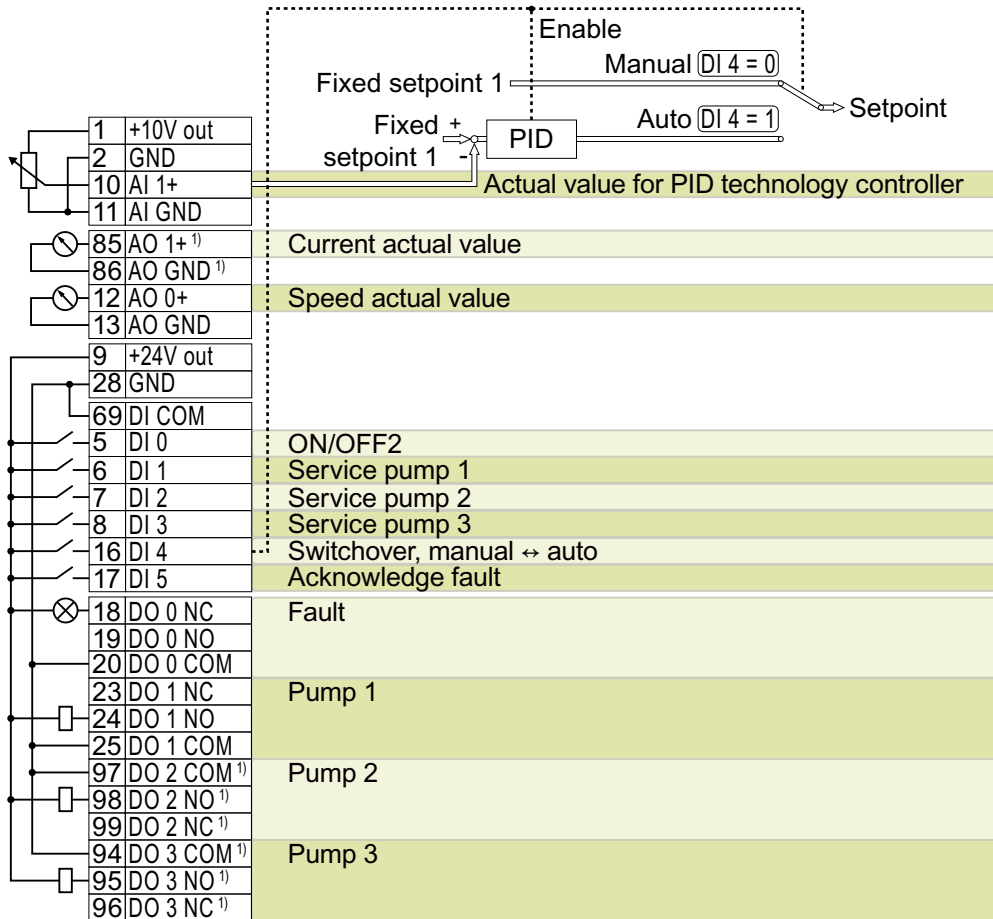 Enable
Manual DI 4 = 0
Fixed setpoint 1
Setpoint
Fixed +
setpoint 1 -
PID
Auto DI 4 = 1
1 +10V out
2 GND
10 AI 1+ Actual value for PID technology controller
11 AI GND
85 AO 1+ 1) Current actual value
86 AO GND 1)
12 AO 0+ Speed actual value
13 AO GND
9 +24V out
28 GND
69 DI COM
5 DI 0 ON/OFF2
6 DI 1 Service pump 1
7 DI 2 Service pump 2
8 DI 3 Service pump 3
16 DI 4 Switchover, manual ↔ auto
17 DI 5 Acknowledge fault
18 DO 0 NC Fault
19 DO 0 NO
20 DO 0 COM
23 DO 1 NC Pump 1
24 DO 1 NO
25 DO 1 COM
97 DO 2 COM 1) Pump 2
98 DO 2 NO 1)
99 DO 2 NC 1)
94 DO 3 COM 1) Pump 3
95 DO 3 NO 1)
96 DO 3 NC 1)